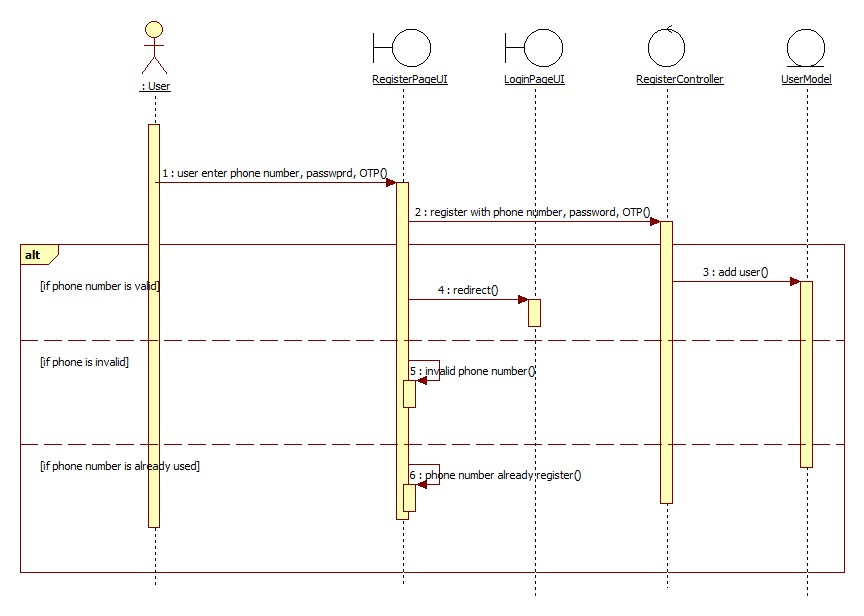 : User
RegisterPageUI
LoginPageUI
RegisterController
UserModel
1 : user enter phone number, passwprd, OTP()
2 : register with phone number, password, OTP()
alt
3 : add user()
[if phone number is valid]
4 : redirect()
[if phone is invalid]
5 : invalid phone number()
[if phone number is already used]
6 : phone number already register()